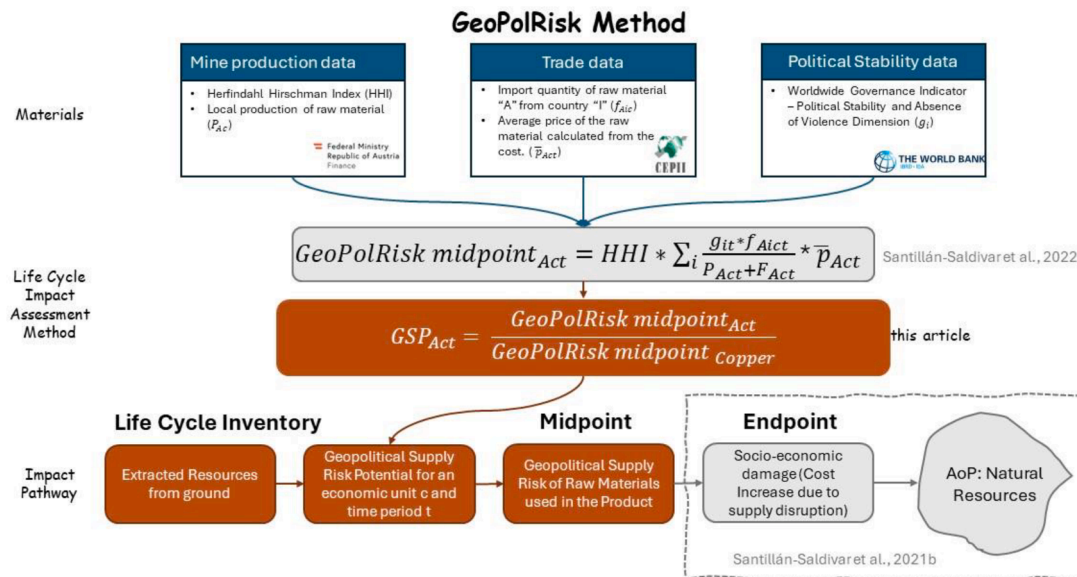 GeoPolRisk Method
Mine production data
• Herfindahl Hirschman Index (HHI)
• Local production of raw material
(P_Ac)
Federal Ministry
Republic of Austria
Finance
Trade data
• Import quantity of raw material
“A” from country “I” (f_Aic)
• Average price of the raw
material calculated from the
cost. (p̅_Act)
CEPII
Political Stability data
• Worldwide Governance Indicator
– Political Stability and Absence
of Violence Dimension (g_i)
THE WORLD BANK
IBRD • IDA
Materials
GeoPolRisk midpoint_Act = HHI * ∑_i (g_it * f_Aict)/(P_Act + F_Act) * p̅_Act
Santillán-Saldivar et al., 2022
Life Cycle
Impact
Assessment
Method
GSP_Act = (GeoPolRisk midpoint_Act)/(GeoPolRisk midpoint_Copper)
this article
Life Cycle Inventory
Midpoint
Endpoint
Impact
Pathway
Extracted Resources
from ground
Geopolitical Supply
Risk Potential for an
economic unit c and
time period t
Geopolitical Supply
Risk of Raw Materials
used in the Product
Socio-economic
damage (Cost
Increase due to
supply disruption)
AoP: Natural
Resources
Santillán-Saldivar et al., 2021b